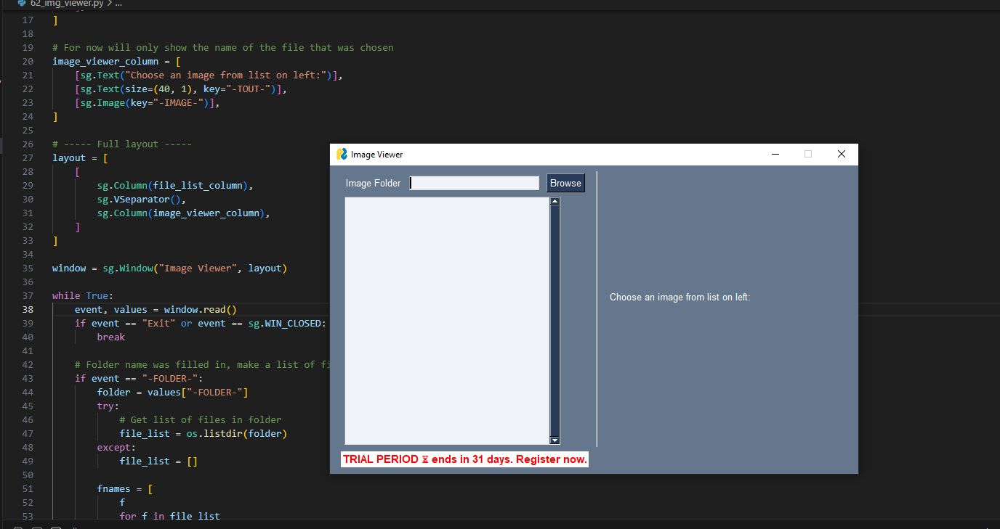 62_img_viewer.py > ...
17 ]
18
19 # For now will only show the name of the file that was chosen
20 image_viewer_column = [
21 [sg.Text("Choose an image from list on left:")],
22 [sg.Text(size=(40, 1), key="-TOUT-")],
23 [sg.Image(key="-IMAGE-")],
24 ]
25
26 # ----- Full layout -----
27 layout = [
28 [
29 sg.Column(file_list_column),
30 sg.VSeparator(),
31 sg.Column(image_viewer_column),
32 ]
33 ]
34
35 window = sg.Window("Image Viewer", layout)
36
37 while True:
38 event, values = window.read()
39 if event == "Exit" or event == sg.WIN_CLOSED:
40 break
41
42 # Folder name was filled in, make a list of
43 if event == "-FOLDER-":
44 folder = values["-FOLDER-"]
45 try:
46 # Get list of files in folder
47 file_list = os.listdir(folder)
48 except:
49 file_list = []
50
51 fnames = [
52 f
53 for f in file_list
Image Viewer
Image Folder
Browse
Choose an image from list on left:
TRIAL PERIOD ⌛ ends in 31 days. Register now.